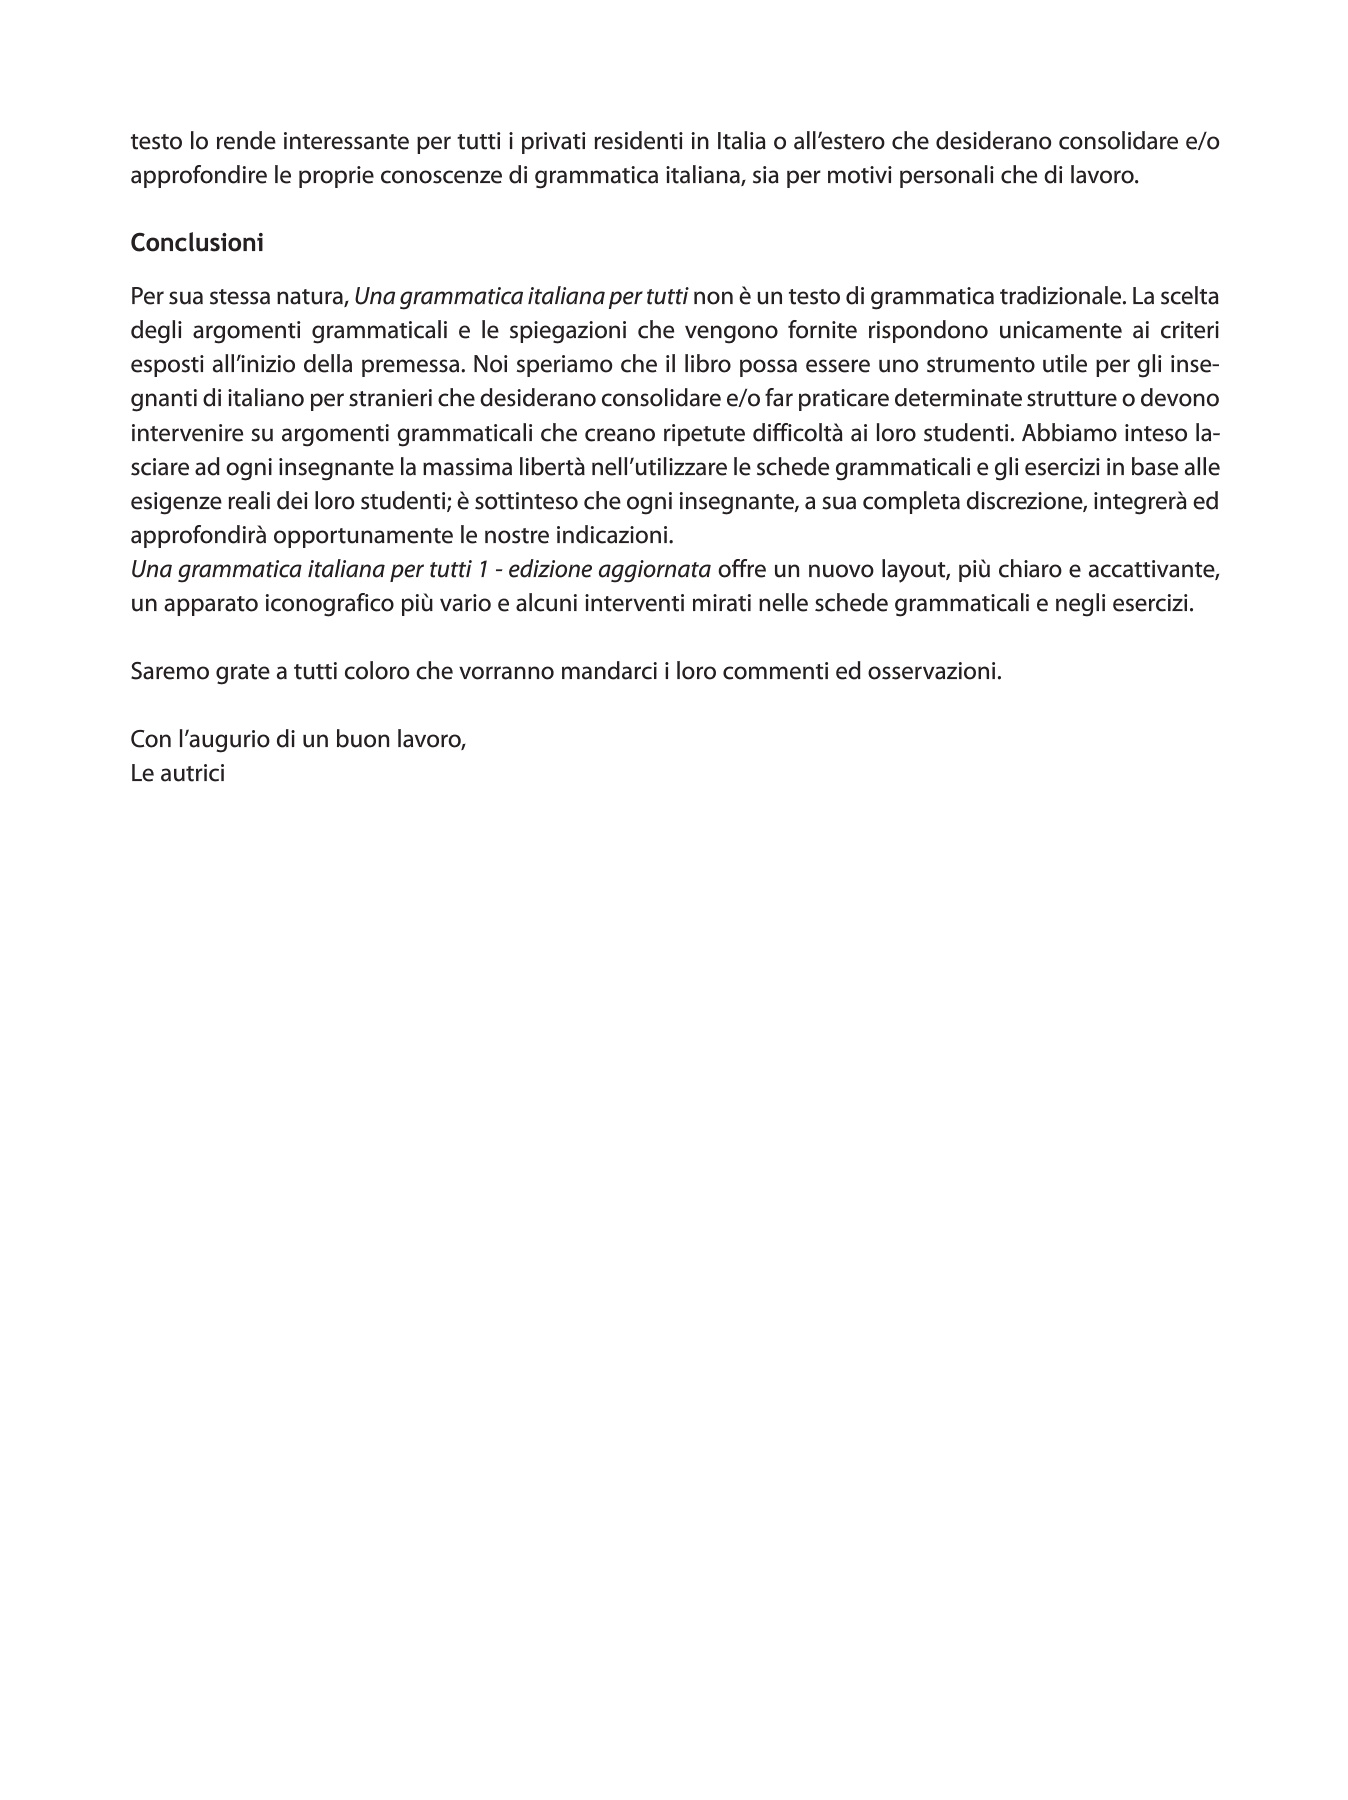 testo lo rende interessante per tutti i privati residenti in Italia o all’estero che desiderano consolidare e/o
approfondire le proprie conoscenze di grammatica italiana, sia per motivi personali che di lavoro.
Conclusioni
Per sua stessa natura, Una grammatica italiana per tutti non è un testo di grammatica tradizionale. La scelta
degli argomenti grammaticali e le spiegazioni che vengono fornite rispondono unicamente ai criteri
esposti all’inizio della premessa. Noi speriamo che il libro possa essere uno strumento utile per gli inse-
gnanti di italiano per stranieri che desiderano consolidare e/o far praticare determinate strutture o devono
intervenire su argomenti grammaticali che creano ripetute difficoltà ai loro studenti. Abbiamo inteso la-
sciare ad ogni insegnante la massima libertà nell’utilizzare le schede grammaticali e gli esercizi in base alle
esigenze reali dei loro studenti; è sottinteso che ogni insegnante, a sua completa discrezione, integrerà ed
approfondirà opportunamente le nostre indicazioni.
Una grammatica italiana per tutti 1 - edizione aggiornata offre un nuovo layout, più chiaro e accattivante,
un apparato iconografico più vario e alcuni interventi mirati nelle schede grammaticali e negli esercizi.
Saremo grate a tutti coloro che vorranno mandarci i loro commenti ed osservazioni.
Con l’augurio di un buon lavoro,
Le autrici